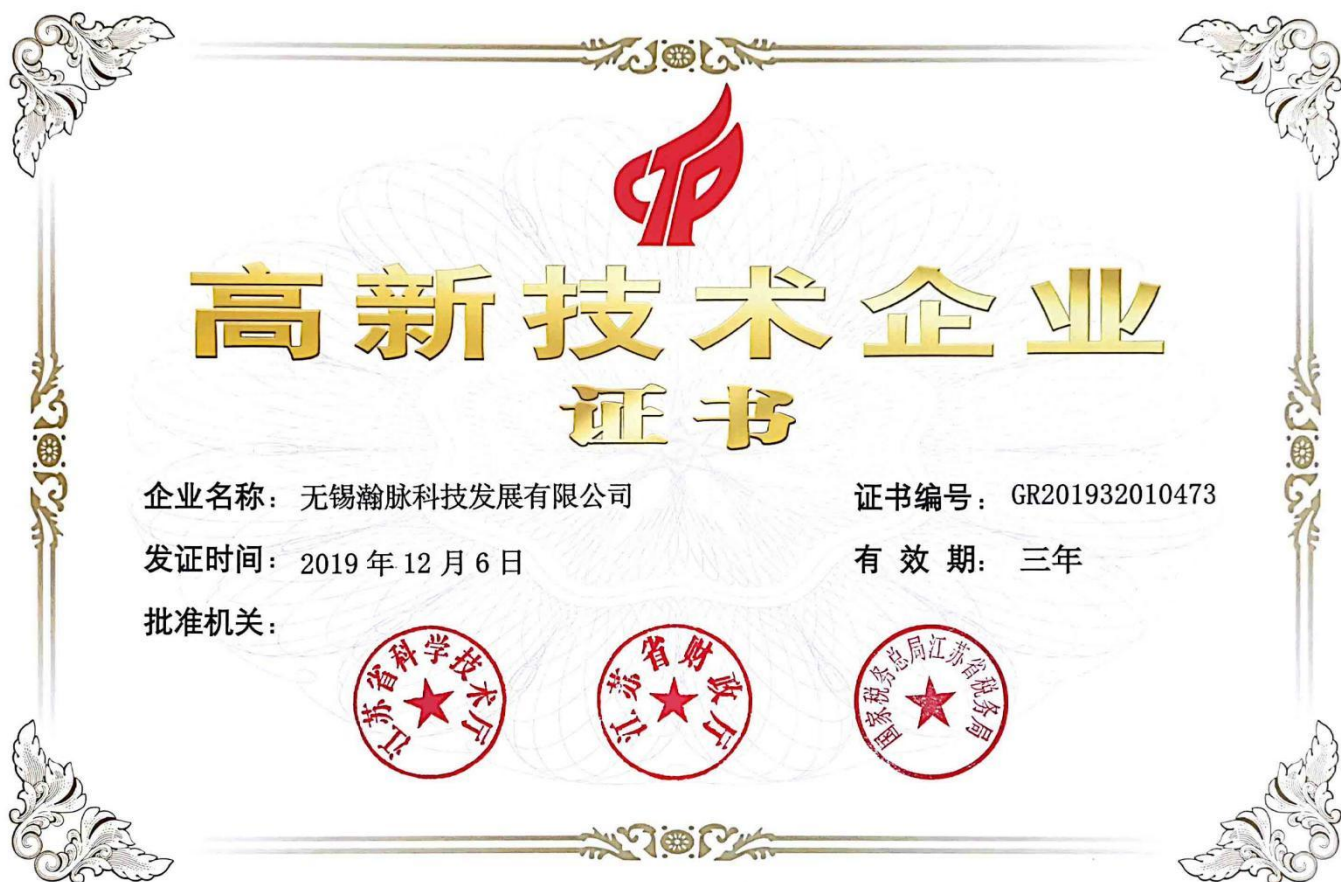 CTP
高新技术企业
证书
企业名称：无锡瀚脉科技发展有限公司
证书编号：GR201932010473
发证时间：2019年12月6日
有效期：三年
批准机关：
江苏省科学技术厅
江苏省财政厅
国家税务总局江苏省税务局